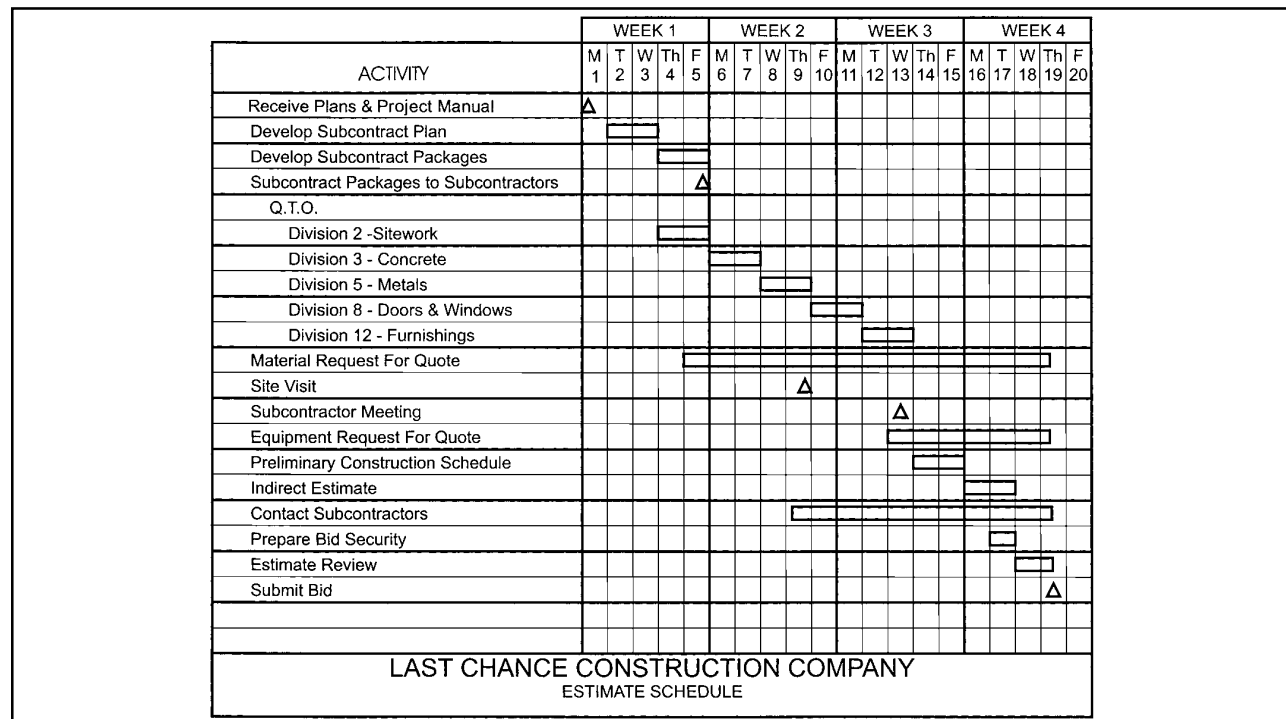 WEEK 1 WEEK 2 WEEK 3 WEEK 4
ACTIVITY
M T W Th F M T W Th F M T W Th F M T W Th F
1 2 3 4 5 6 7 8 9 10 11 12 13 14 15 16 17 18 19 20
Receive Plans & Project Manual
Develop Subcontract Plan
Develop Subcontract Packages
Subcontract Packages to Subcontractors
Q.T.O.
Division 2 -Sitework
Division 3 - Concrete
Division 5 - Metals
Division 8 - Doors & Windows
Division 12 - Furnishings
Material Request For Quote
Site Visit
Subcontractor Meeting
Equipment Request For Quote
Preliminary Construction Schedule
Indirect Estimate
Contact Subcontractors
Prepare Bid Security
Estimate Review
Submit Bid
LAST CHANCE CONSTRUCTION COMPANY
ESTIMATE SCHEDULE